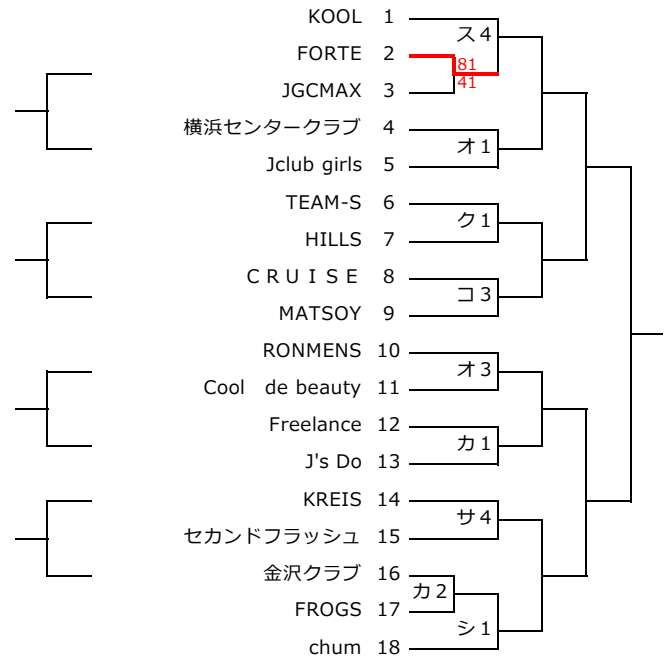 KOOL 1
ス4
FORTE 2
81
JGCMAX 3
41
横浜センタークラブ 4
オ1
Jclub girls 5
TEAM-S 6
ク1
HILLS 7
ＣＲＵＩＳＥ 8
コ3
MATSOY 9
RONMENS 10
オ3
Cool　de beauty 11
Freelance 12
カ1
J's Do 13
KREIS 14
サ4
セカンドフラッシュ 15
金沢クラブ 16
カ2
FROGS 17
シ1
chum 18